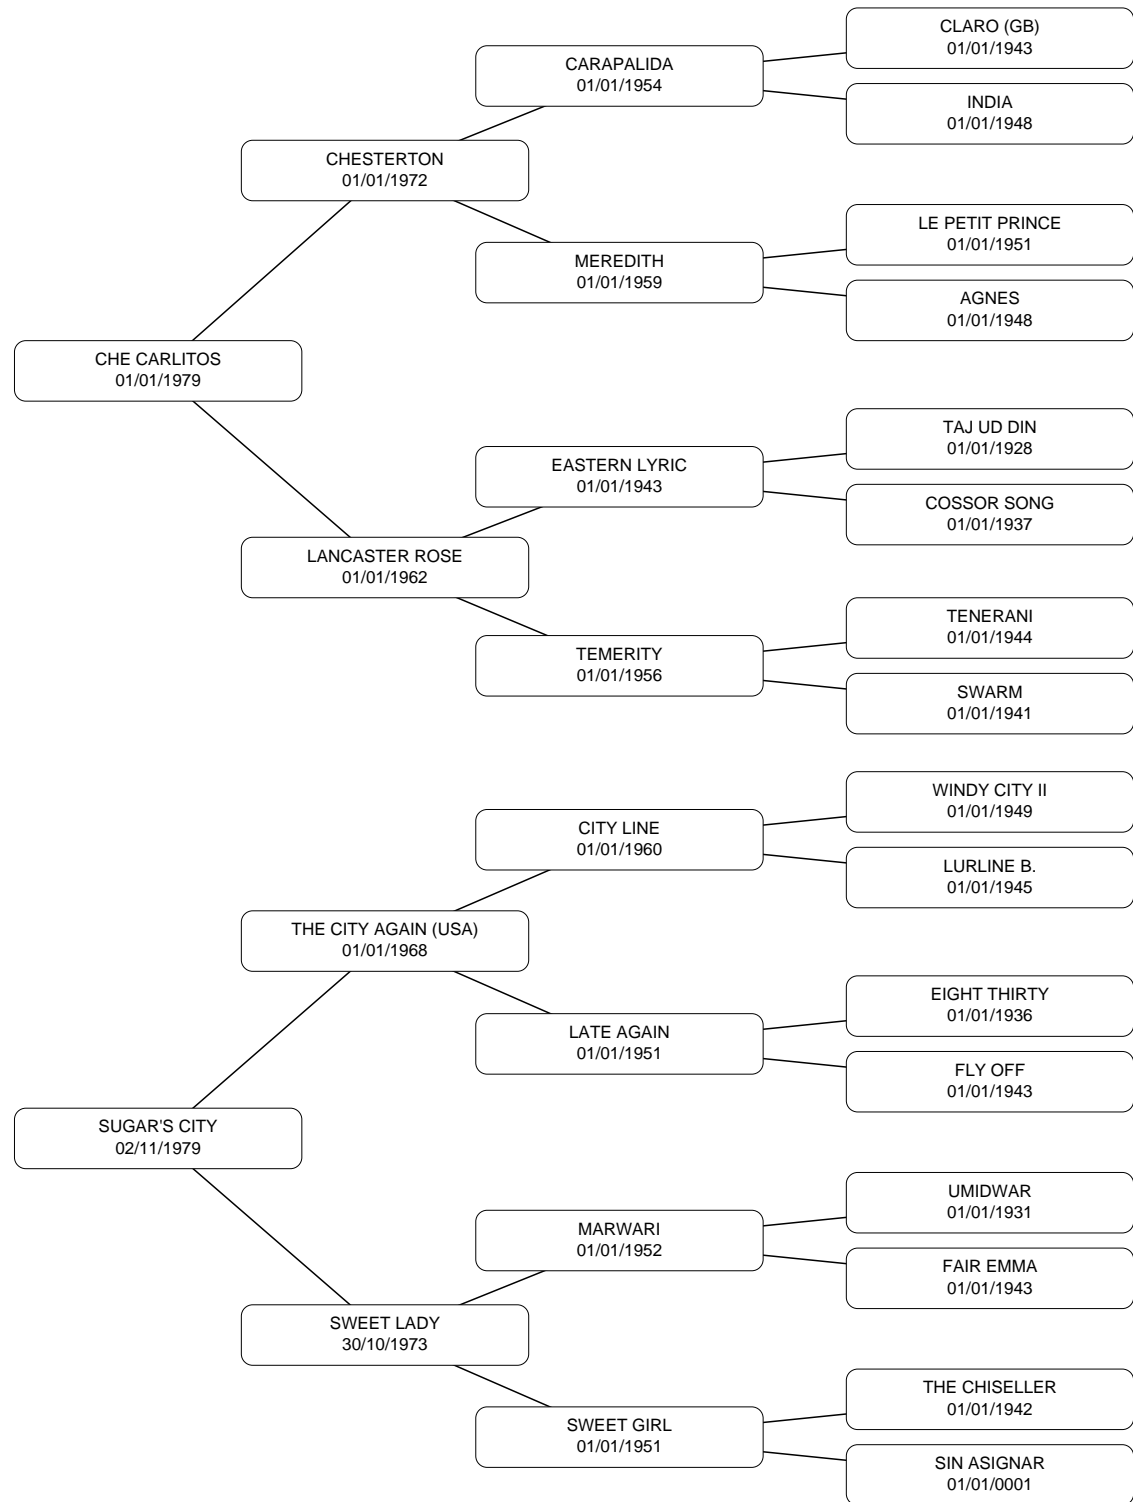 CLARO (GB)
01/01/1943
CARAPALIDA
01/01/1954
INDIA
01/01/1948
CHESTERTON
01/01/1972
LE PETIT PRINCE
01/01/1951
MEREDITH
01/01/1959
AGNES
01/01/1948
CHE CARLITOS
01/01/1979
TAJ UD DIN
01/01/1928
EASTERN LYRIC
01/01/1943
COSSOR SONG
01/01/1937
LANCASTER ROSE
01/01/1962
TENERANI
01/01/1944
TEMERITY
01/01/1956
SWARM
01/01/1941
WINDY CITY II
01/01/1949
CITY LINE
01/01/1960
LURLINE B.
01/01/1945
THE CITY AGAIN (USA)
01/01/1968
EIGHT THIRTY
01/01/1936
LATE AGAIN
01/01/1951
FLY OFF
01/01/1943
SUGAR'S CITY
02/11/1979
UMIDWAR
01/01/1931
MARWARI
01/01/1952
FAIR EMMA
01/01/1943
SWEET LADY
30/10/1973
THE CHISELLER
01/01/1942
SWEET GIRL
01/01/1951
SIN ASIGNAR
01/01/0001